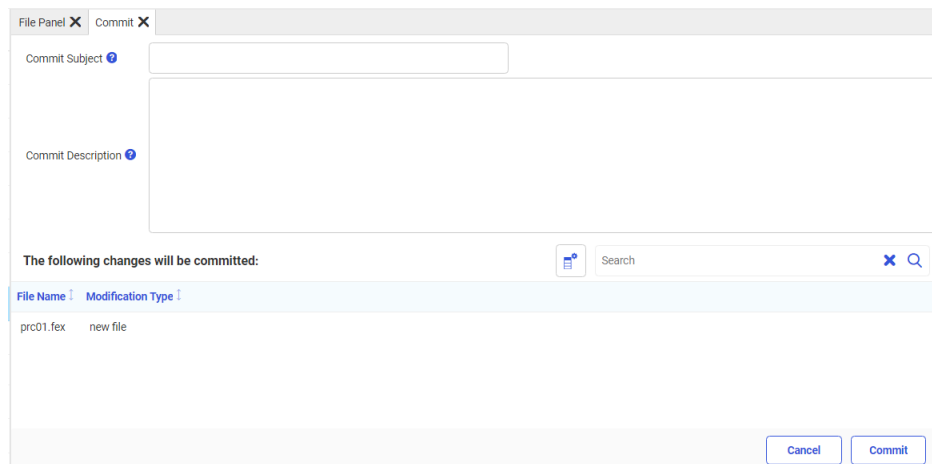 File Panel Commit
Commit Subject
Commit Description
The following changes will be committed:
Search
File Name Modification Type
prc01.fex new file
Cancel Commit